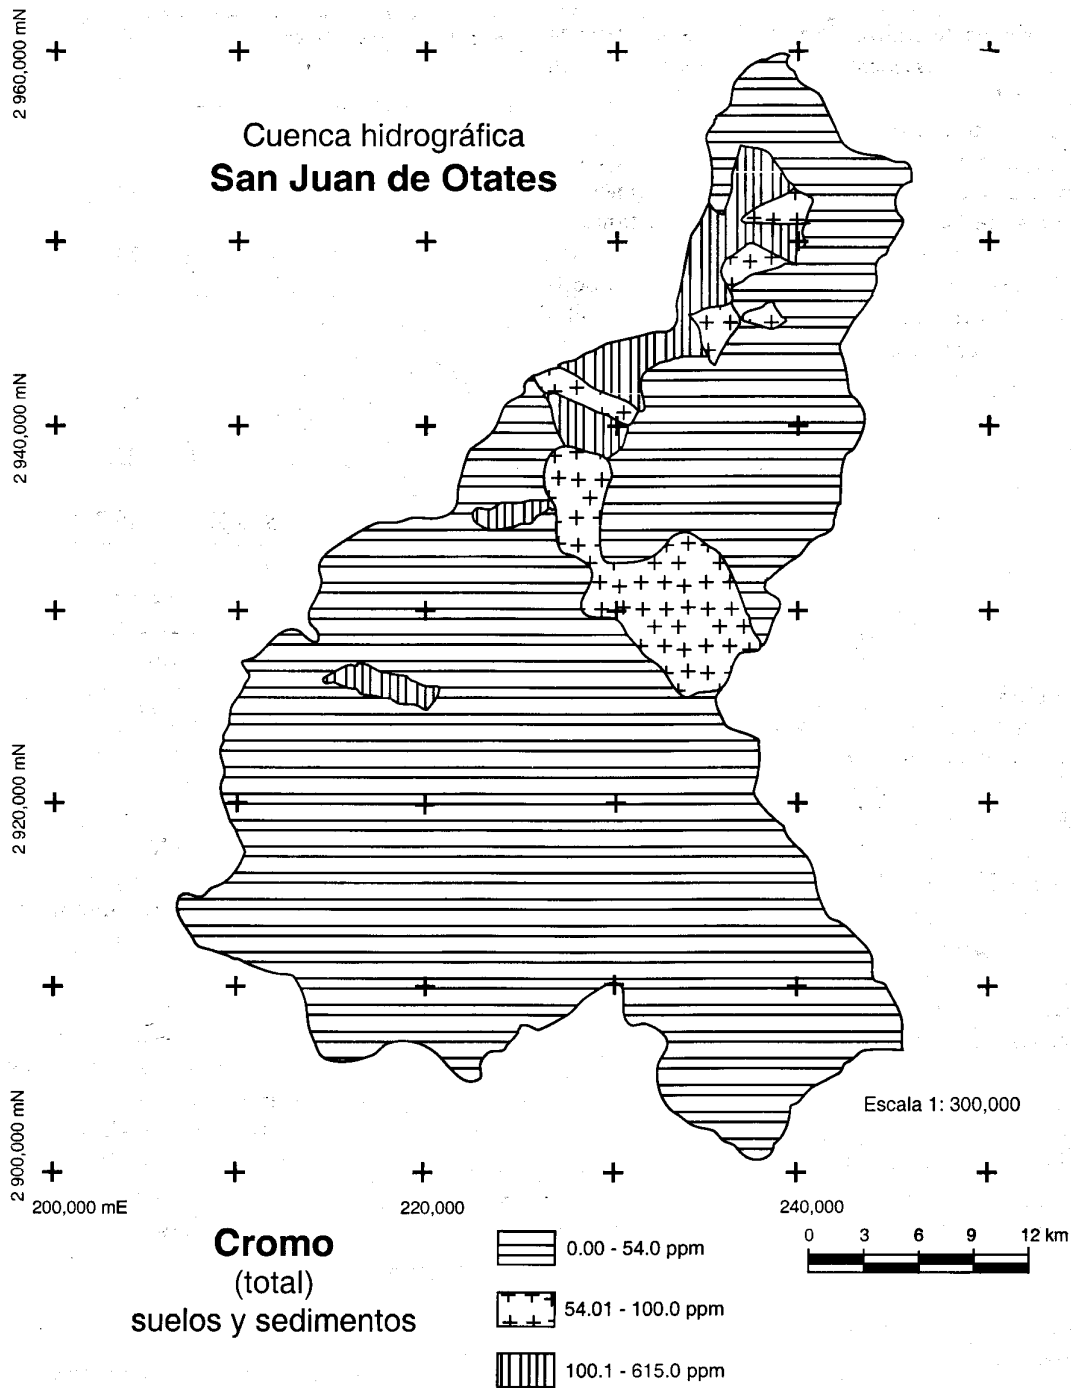 Cuenca hidrográfica
San Juan de Otates
2 960,000 mN
2 940,000 mN
2 920,000 mN
2 900,000 mN
Escala 1: 300,000
200,000 mE
220,000
240,000
Cromo
(total)
suelos y sedimentos
0.00 - 54.0 ppm
54.01 - 100.0 ppm
100.1 - 615.0 ppm
0 3 6 9 12 km